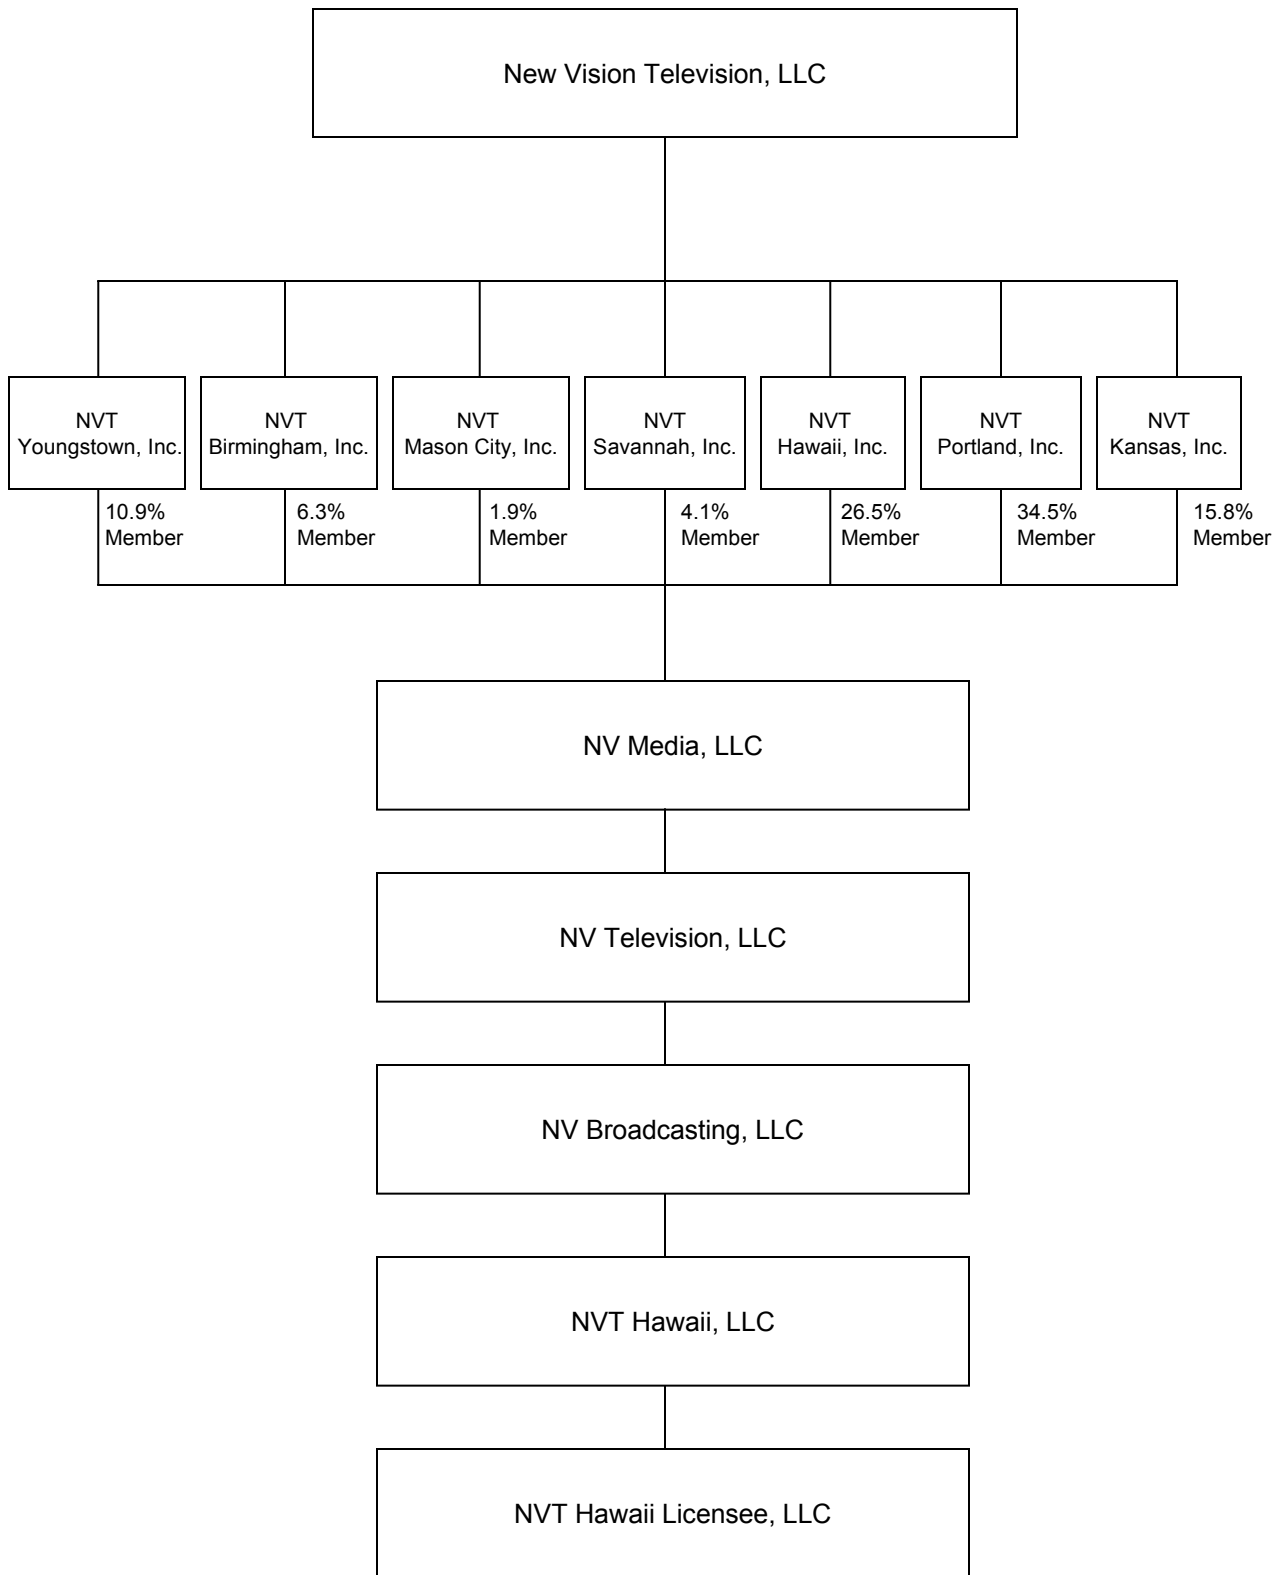 New Vision Television, LLC
NVT
Youngstown, Inc.
NVT
Birmingham, Inc.
NVT
Mason City, Inc.
NVT
Savannah, Inc.
NVT
Hawaii, Inc.
NVT
Portland, Inc.
NVT
Kansas, Inc.
10.9%
Member
6.3%
Member
1.9%
Member
4.1%
Member
26.5%
Member
34.5%
Member
15.8%
Member
NV Media, LLC
NV Television, LLC
NV Broadcasting, LLC
NVT Hawaii, LLC
NVT Hawaii Licensee, LLC